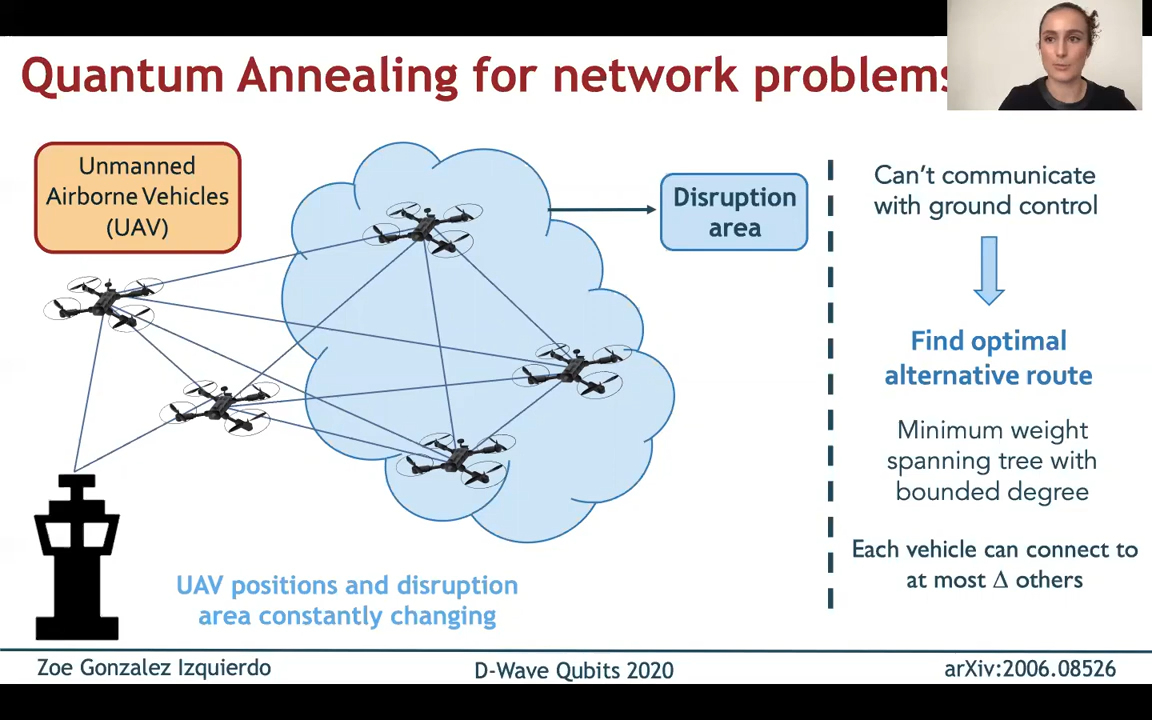 Quantum Annealing for network problems
Unmanned
Airborne Vehicles
(UAV)
Disruption
area
Can't communicate
with ground control
Find optimal
alternative route
Minimum weight
spanning tree with
bounded degree
Each vehicle can connect to
at most Δ others
UAV positions and disruption
area constantly changing
Zoe Gonzalez Izquierdo
D-Wave Qubits 2020
arXiv:2006.08526